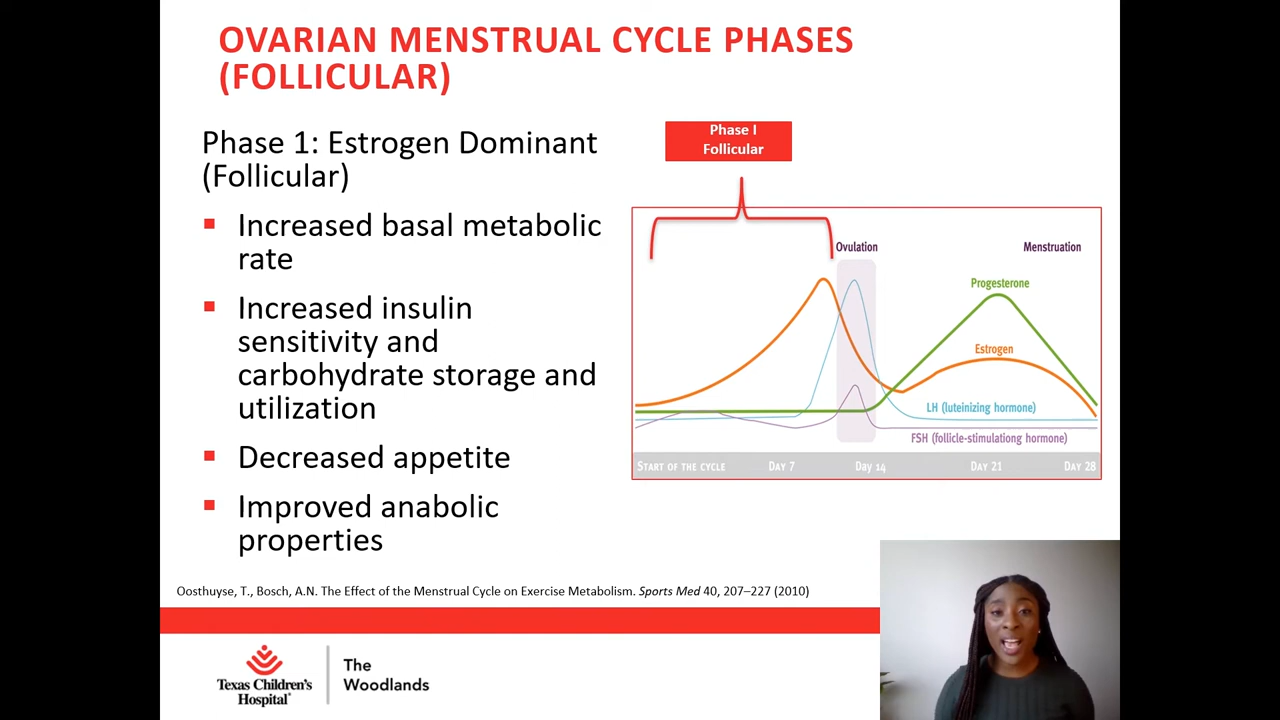 OVARIAN MENSTRUAL CYCLE PHASES
(FOLLICULAR)
Phase 1: Estrogen Dominant
(Follicular)
Increased basal metabolic
rate
Increased insulin
sensitivity and
carbohydrate storage and
utilization
Decreased appetite
Improved anabolic
properties
Phase I
Follicular
Ovulation
Menstruation
Progesterone
Estrogen
LH (luteinizing hormone)
FSH (follicle-stimulationg hormone)
START OF THE CYCLE DAY 7 Day 14 DAY 21 DAY 28
Oosthuyse, T., Bosch, A.N. The Effect of the Menstrual Cycle on Exercise Metabolism. Sports Med 40, 207–227 (2010)
Texas Children's
Hospital®
The
Woodlands